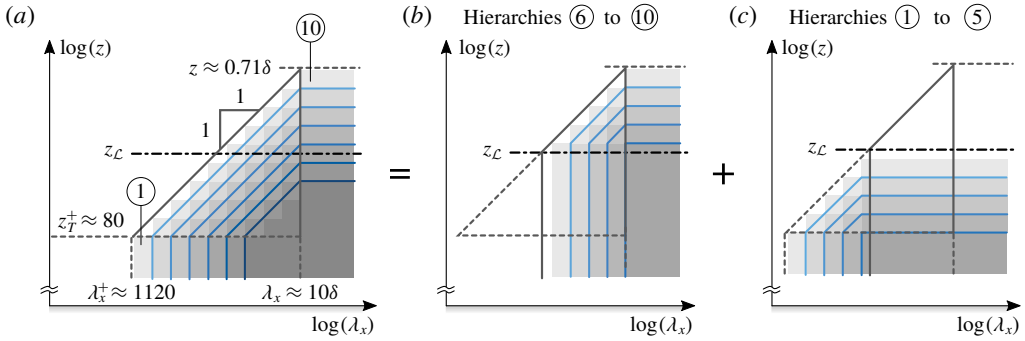 (a)
log(z)
10
z ≈ 0.71δ
1
1
z_ℒ
1
z_T^+ ≈ 80
λ_x^+ ≈ 1120
λ_x ≈ 10δ
log(λ_x)
=
(b) Hierarchies 6 to 10
log(z)
z_ℒ
log(λ_x)
+
(c) Hierarchies 1 to 5
log(z)
z_ℒ
log(λ_x)